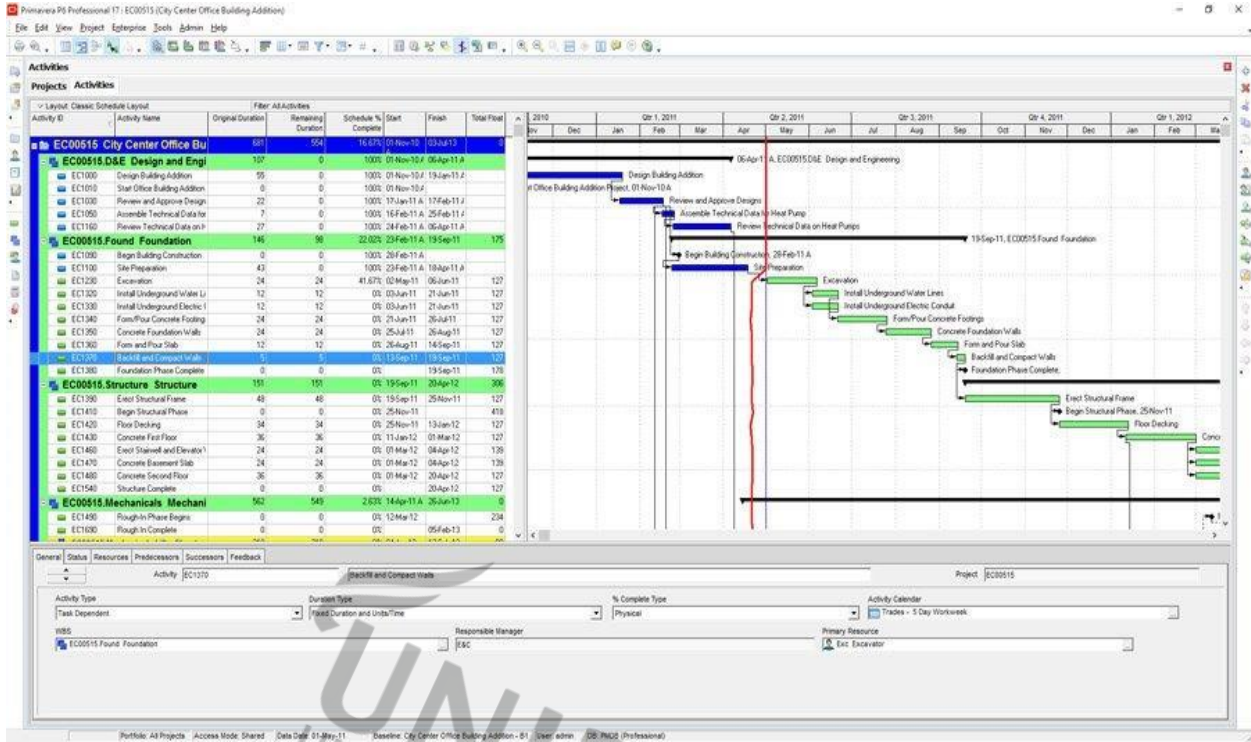 Primavera P6 Professional 17 : EC00515 (City Center Office Building Addition)
File Edit View Project Enterprise Tools Admin Help
Activities
Projects Activities
Layout: Classic Schedule Layout Filter: All Activities
Activity ID Activity Name Original Duration Remaining Duration Schedule % Complete Start Finish Total Float
2010 Qtr 1, 2011 Qtr 2, 2011 Qtr 3, 2011 Qtr 4, 2011 Qtr 1, 2012
Dec Jan Feb Mar Apr May Jun Jul Aug Sep Oct Nov Dec Jan Feb
EC00515 City Center Office Bu 681 554 16.67% 01-Nov-10 03-Jul-13 0
EC00515.D&E Design and Engi 107 0 100% 01-Nov-10 06-Apr-11 A
EC1000 Design Building Addition 55 0 100% 01-Nov-10 19-Jan-11
EC1010 Start Office Building Addition 0 0 100% 01-Nov-10
EC1030 Review and Approve Design 22 0 100% 17-Jan-11 A 17-Feb-11
EC1050 Assemble Technical Data for 7 0 100% 16-Feb-11 A 25-Feb-11
EC1160 Review Technical Data on 27 0 100% 24-Feb-11 A 06-Apr-11 A
EC00515.Found Foundation 146 98 22.02% 23-Feb-11 A 19-Sep-11 175
EC1090 Begin Building Construction 0 0 100% 28-Feb-11 A
EC1100 Site Preparation 43 0 100% 23-Feb-11 A 18-Apr-11
EC1230 Excavation 24 24 41.67% 02-May-11 06-Jun-11 127
EC1320 Install Underground Water Li 12 12 0% 03-Jun-11 21-Jun-11 127
EC1330 Install Underground Electric 12 12 0% 03-Jun-11 21-Jun-11 127
EC1340 Form/Pour Concrete Footings 24 24 0% 21-Jun-11 26-Jul-11 127
EC1350 Concrete Foundation Walls 24 24 0% 25-Jul-11 26-Aug-11 127
EC1360 Form and Pour Slab 12 12 0% 26-Aug-11 14-Sep-11 127
EC1370 Backfill and Compact Walls 5 5 0% 13-Sep-11 19-Sep-11 127
EC1380 Foundation Phase Complete 0 0 0% 19-Sep-11 178
EC00515.Structure Structure 151 151 0% 19-Sep-11 20-Apr-12 306
EC1390 Erect Structural Frame 48 48 0% 19-Sep-11 25-Nov-11 127
EC1410 Begin Structural Phase 0 0 0% 25-Nov-11 418
EC1420 Floor Decking 34 34 0% 25-Nov-11 13-Jan-12 127
EC1430 Concrete First Floor 36 36 0% 11-Jan-12 01-Mar-12 127
EC1460 Erect Stairwell and Elevator 24 24 0% 01-Mar-12 04-Apr-12 139
EC1470 Concrete Basement Slab 24 24 0% 01-Mar-12 04-Apr-12 139
EC1480 Concrete Second Floor 36 36 0% 01-Mar-12 20-Apr-12 127
EC1540 Structure Complete 0 0 0% 20-Apr-12 127
EC00515.Mechanicals Mechani 562 549 2.63% 14-Apr-11 A 26-Jun-13 0
EC1490 Rough-In Phase Begins 0 0 0% 12-Mar-12 234
EC1690 Rough-In Complete 0 0 0% 05-Feb-13 0
06-Apr-11 A, EC00515.D&E Design and Engineering
Design Building Addition
Office Building Addition Project, 01-Nov-10 A
Review and Approve Designs
Assemble Technical Data for Heat Pump
Review Technical Data on Heat Pumps
19-Sep-11, EC00515.Found Foundation
Begin Building Construction, 28-Feb-11 A
Site Preparation
Excavation
Install Underground Water Lines
Install Underground Electric Conduit
Form/Pour Concrete Footings
Concrete Foundation Walls
Form and Pour Slab
Backfill and Compact Walls
Foundation Phase Complete,
Erect Structural Frame
Begin Structural Phase, 25-Nov-11
Floor Decking
General Status Resources Predecessors Successors Feedback
Activity EC1370 Backfill and Compact Walls Project EC00515
Activity Type Duration Type % Complete Type Activity Calendar
Task Dependent Fixed Duration and Units/Time Physical Trades - 5 Day Workweek
WBS Responsible Manager Primary Resource
EC00515.Found Foundation E&C Exc Excavator
Portfolio: All Projects Access Mode: Shared Data Date: 01-May-11 Baseline: City Center Office Building Addition - B1 User: admin DB: PMDB (Professional)